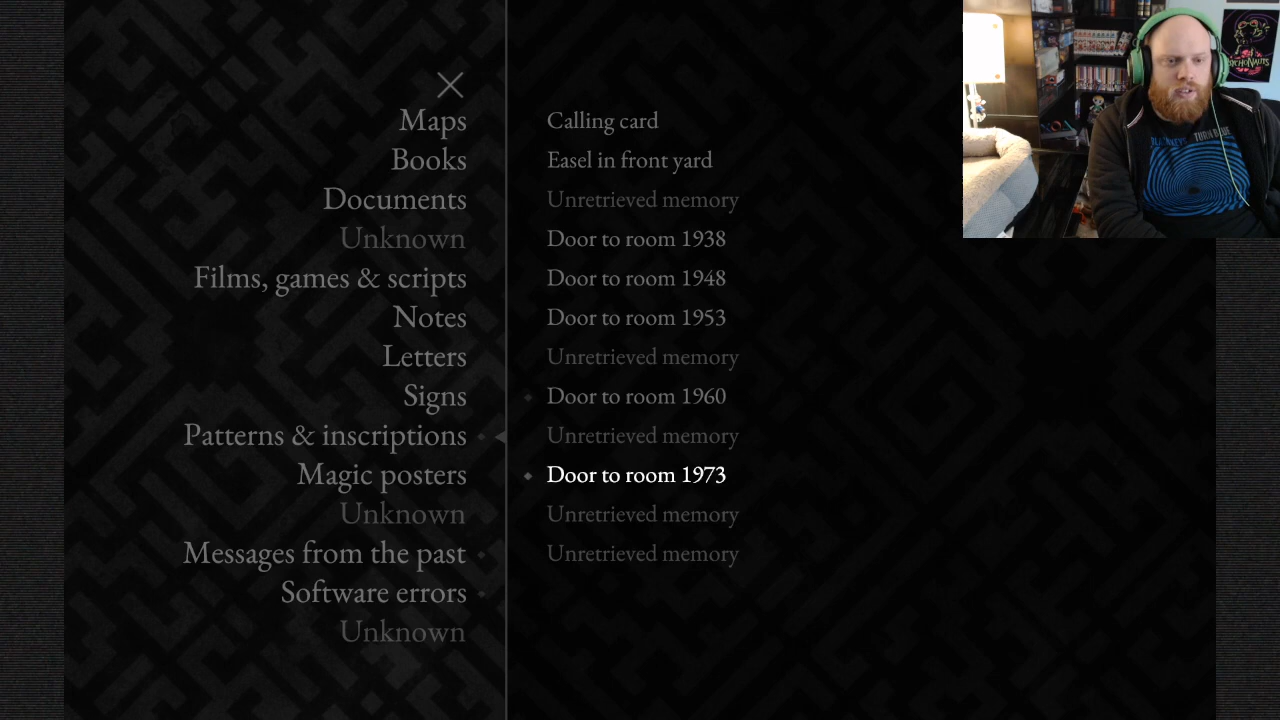 Maps
Books
Documents
Unknown
Films, games & scripts
Notes
Letters
Signs
Patterns & inscriptions
Magic posters
Unknown
Messages from the past
Software errors
Unknown
Calling card
Easel in front yard
Unretrieved memory
Door to room 1938
Door to room 1948
Door to room 1953
Unretrieved memory
Door to room 1960
Unretrieved memory
Door to room 1973
Unretrieved memory
Unretrieved memory
TURN BLUE